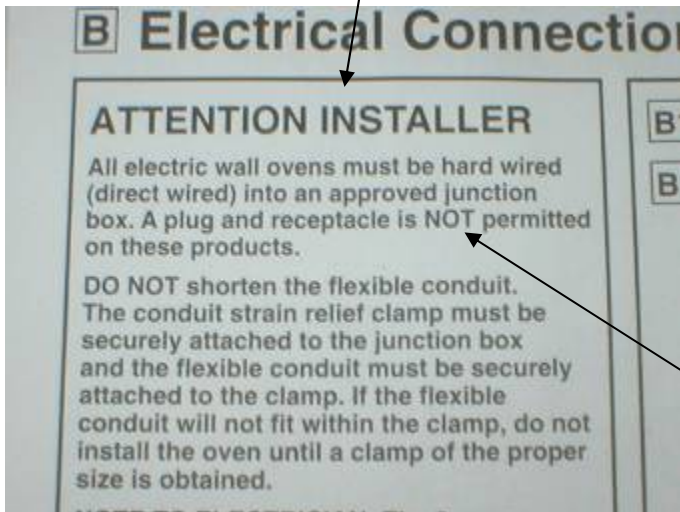 B Electrical Connectio
ATTENTION INSTALLER
All electric wall ovens must be hard wired
(direct wired) into an approved junction
box. A plug and receptacle is NOT permitted
on these products.
DO NOT shorten the flexible conduit.
The conduit strain relief clamp must be
securely attached to the junction box
and the flexible conduit must be securely
attached to the clamp. If the flexible
conduit will not fit within the clamp, do not
install the oven until a clamp of the proper
size is obtained.
B
B